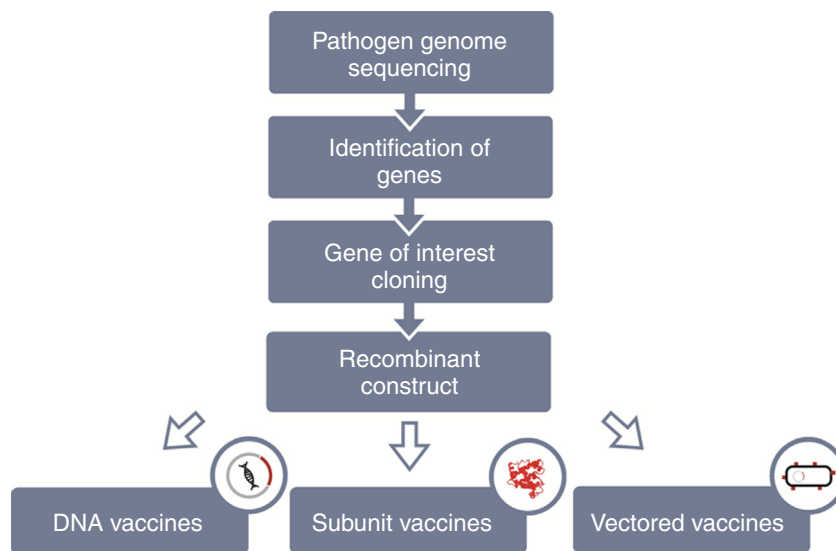 Pathogen genome
sequencing
Identification of
genes
Gene of interest
cloning
Recombinant
construct
DNA vaccines
Subunit vaccines
Vectored vaccines